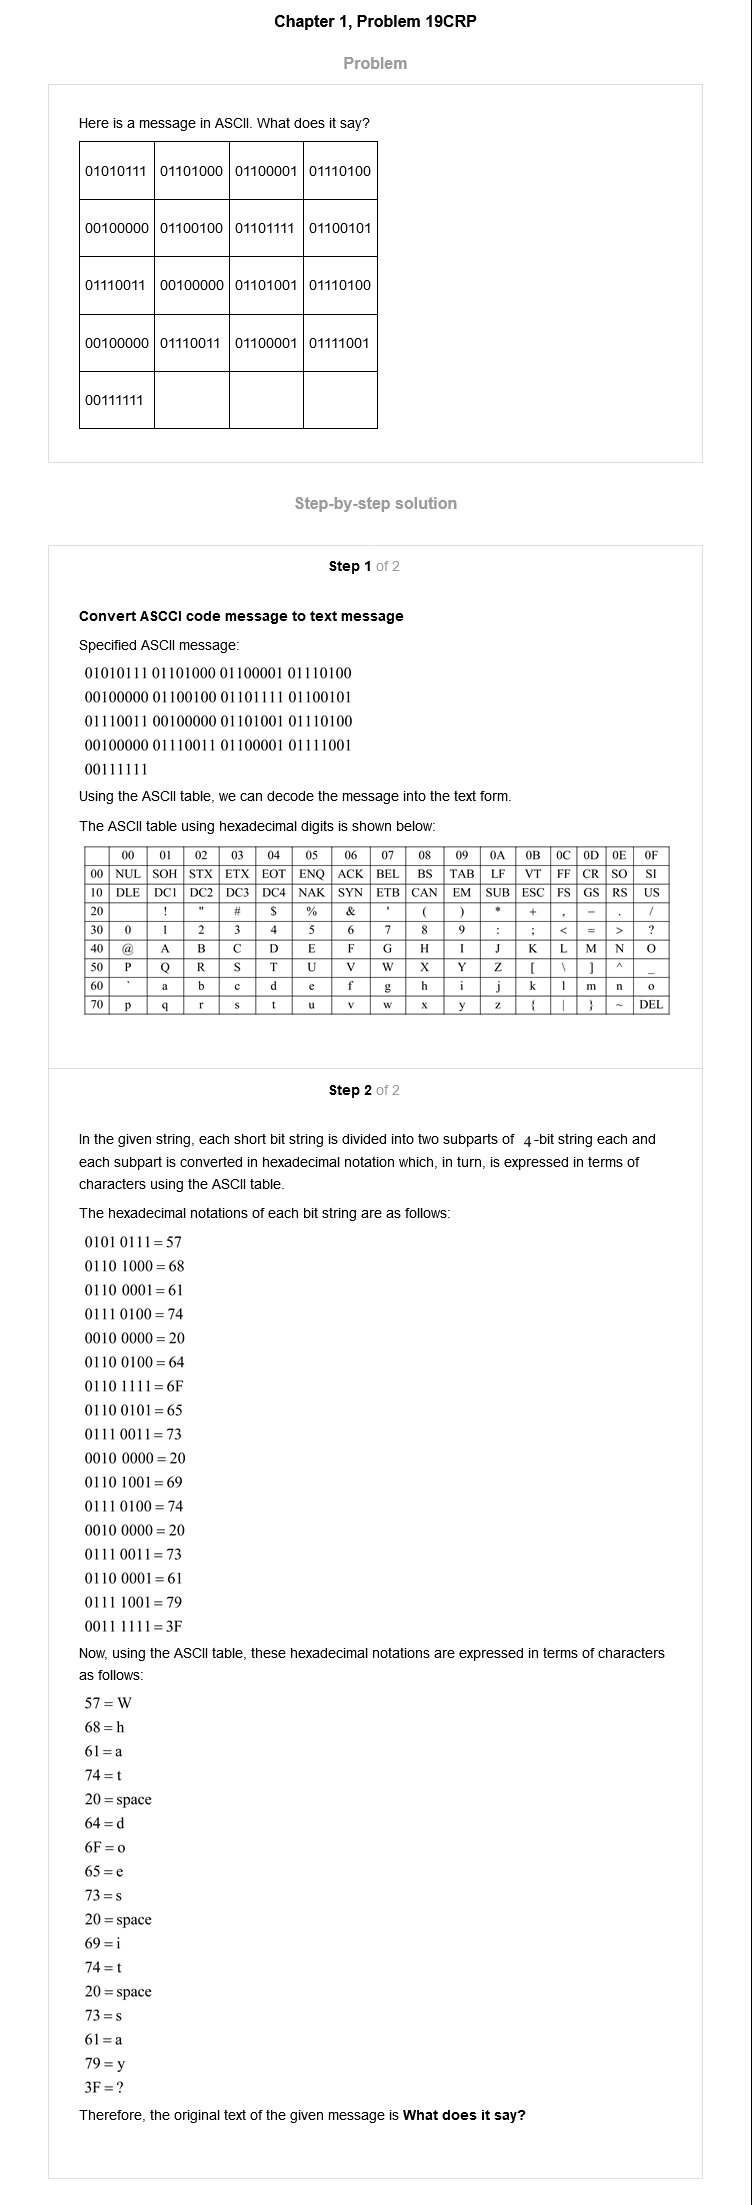 Chapter 1, Problem 19CRP
Problem
Here is a message in ASCII. What does it say?
01010111 01101000 01100001 01110100
00100000 01100100 01101111 01100101
01110011 00100000 01101001 01110100
00100000 01110011 01100001 01111001
00111111
Step-by-step solution
Step 1 of 2
Convert ASCCI code message to text message
Specified ASCII message:
01010111 01101000 01100001 01110100
00100000 01100100 01101111 01100101
01110011 00100000 01101001 01110100
00100000 01110011 01100001 01111001
00111111
Using the ASCII table, we can decode the message into the text form.
The ASCII table using hexadecimal digits is shown below:
00 01 02 03 04 05 06 07 08 09 0A 0B 0C 0D 0E 0F
00 NUL SOH STX ETX EOT ENQ ACK BEL BS TAB LF VT FF CR SO SI
10 DLE DC1 DC2 DC3 DC4 NAK SYN ETB CAN EM SUB ESC FS GS RS US
20 ! " # $ % & ' ( ) * + , − . /
30 0 1 2 3 4 5 6 7 8 9 : ; < = > ?
40 @ A B C D E F G H I J K L M N O
50 P Q R S T U V W X Y Z [ \ ] ^ _
60 ` a b c d e f g h i j k l m n o
70 p q r s t u v w x y z { | } ~ DEL
Step 2 of 2
In the given string, each short bit string is divided into two subparts of 4-bit string each and
each subpart is converted in hexadecimal notation which, in turn, is expressed in terms of
characters using the ASCII table.
The hexadecimal notations of each bit string are as follows:
0101 0111 = 57
0110 1000 = 68
0110 0001 = 61
0111 0100 = 74
0010 0000 = 20
0110 0100 = 64
0110 1111 = 6F
0110 0101 = 65
0111 0011 = 73
0010 0000 = 20
0110 1001 = 69
0111 0100 = 74
0010 0000 = 20
0111 0011 = 73
0110 0001 = 61
0111 1001 = 79
0011 1111 = 3F
Now, using the ASCII table, these hexadecimal notations are expressed in terms of characters
as follows:
57 = W
68 = h
61 = a
74 = t
20 = space
64 = d
6F = o
65 = e
73 = s
20 = space
69 = i
74 = t
20 = space
73 = s
61 = a
79 = y
3F = ?
Therefore, the original text of the given message is What does it say?